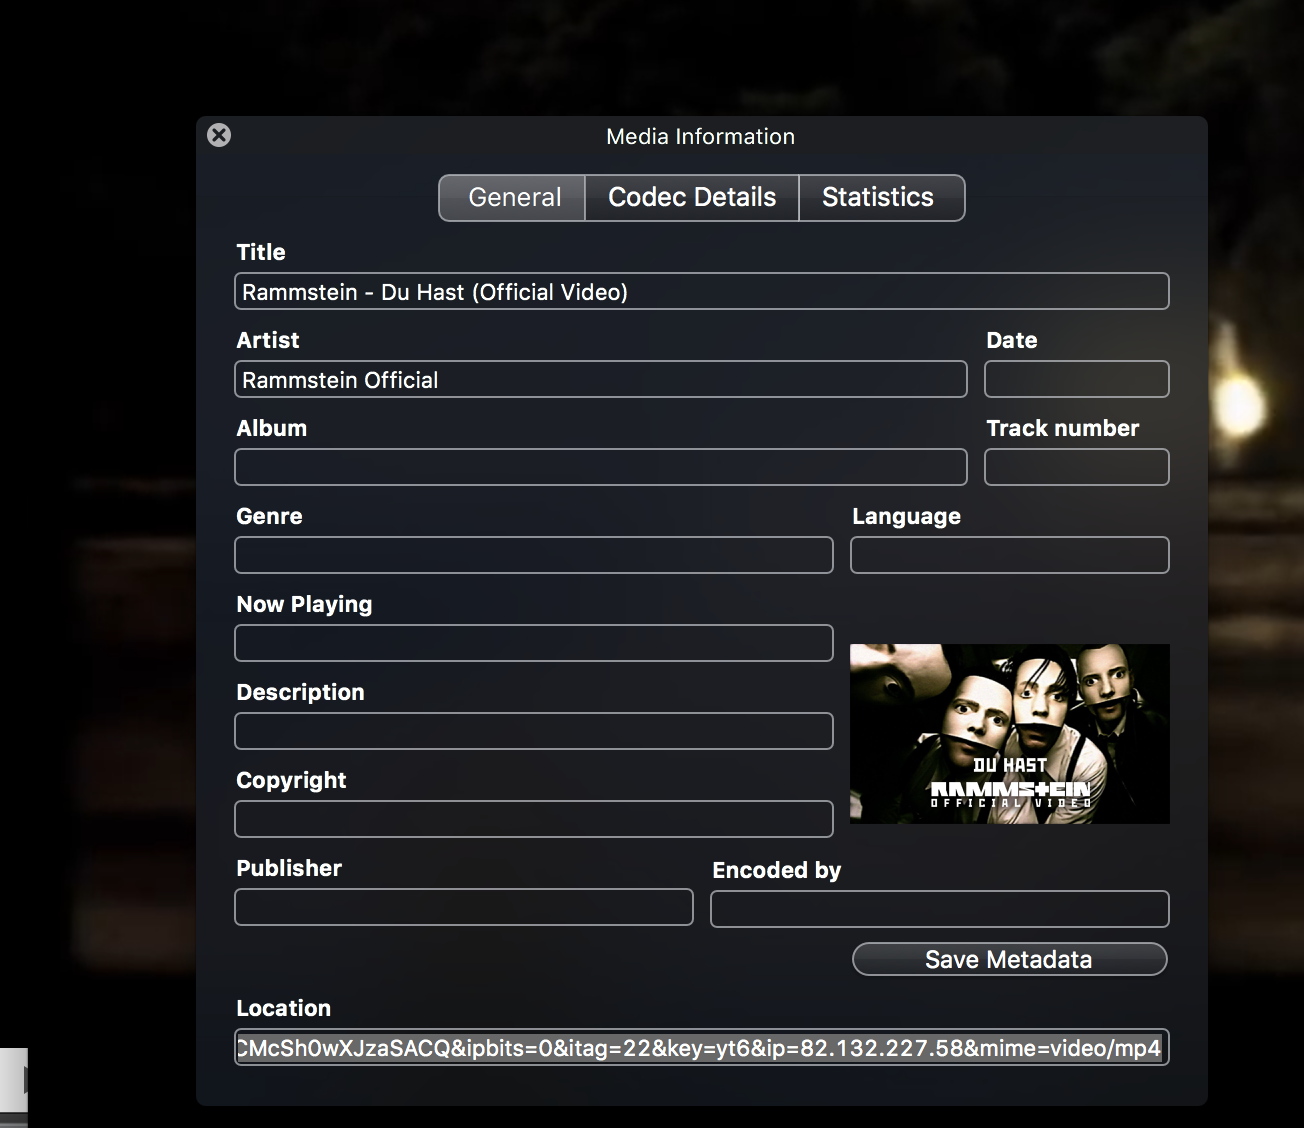 Media Information
General Codec Details Statistics
Title
Rammstein - Du Hast (Official Video)
Artist Date
Rammstein Official
Album Track number
Genre Language
Now Playing
Description
DU HAST
RAMMSTEIN
OFFICIAL VIDEO
Copyright
Publisher Encoded by
Save Metadata
Location
CMcSh0wXJzaSACQ&ipbits=0&itag=22&key=yt6&ip=82.132.227.58&mime=video/mp4